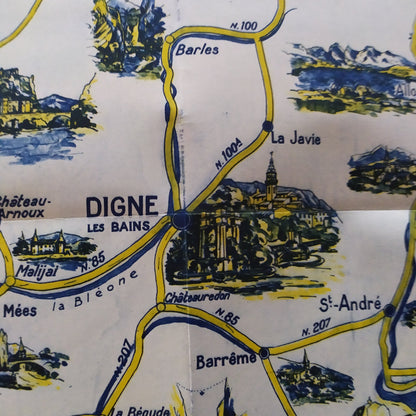 N. 100
Barles
Allo
La Javie
N. 100A
Château-
Arnoux
DIGNE
LES BAINS
Malijai
N. 85
la Bléone
Mées
Châteauredon
N. 85
St-André
N. 207
Barrême
N. 207
La Bégude